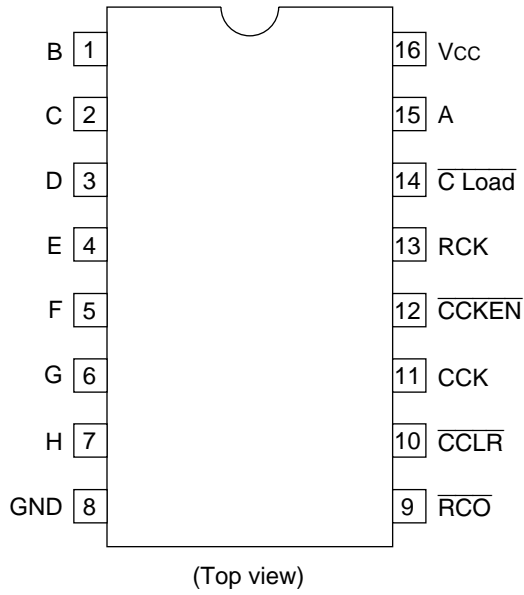 B 1 16 Vcc
C 2 15 A
D 3 14 C Load
E 4 13 RCK
F 5 12 CCKEN
G 6 11 CCK
H 7 10 CCLR
GND 8 9 RCO
(Top view)